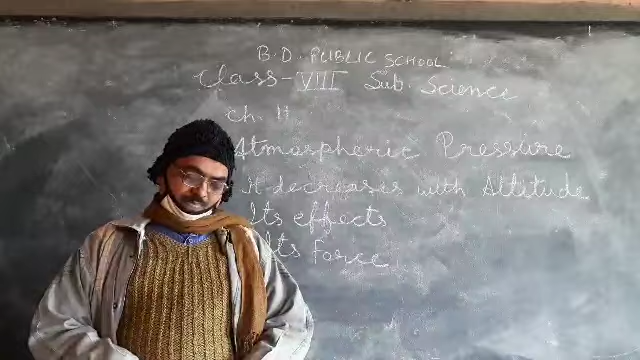 B.D. PUBLIC SCHOOL
Class-VIII Sub. Science
Ch. 11
Atmospheric Pressure
It decreases with Altitude
Its effects
Its Force